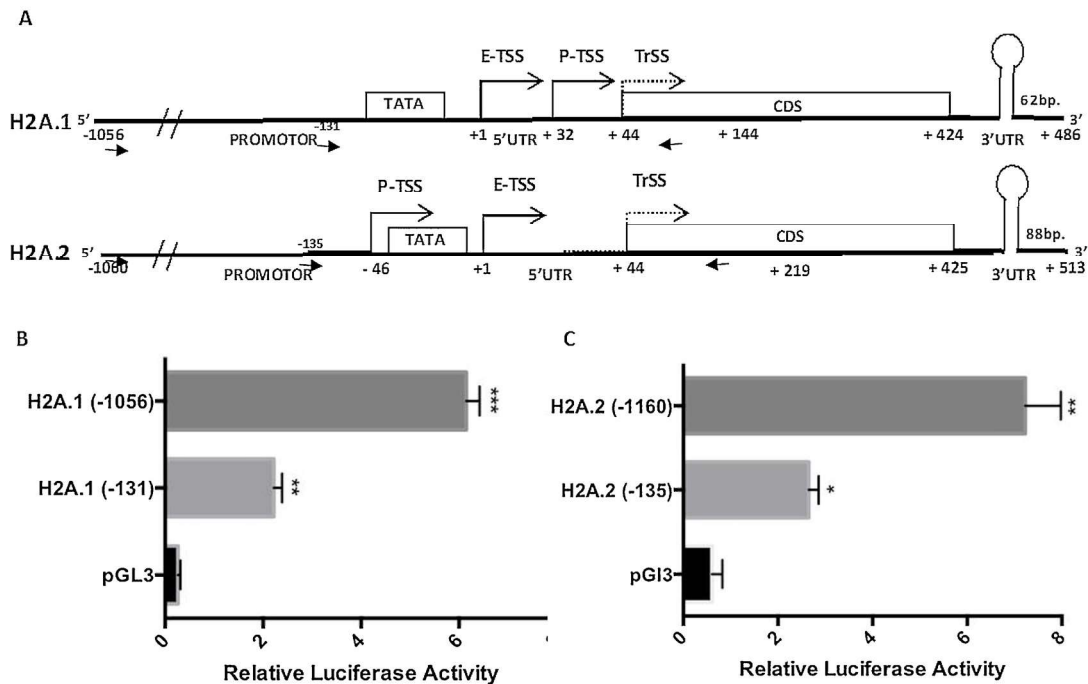 A
E-TSS P-TSS TrSS
TATA CDS 62bp.
H2A.1 5' 3'
-1056 PROMOTOR -131 +1 5'UTR + 32 + 44 + 144 + 424 3'UTR + 486
P-TSS E-TSS TrSS
TATA CDS 88bp.
H2A.2 5' -135 3'
PROMOTOR - 46 +1 5'UTR +44 + 219 + 425 3'UTR + 513
B
H2A.1 (-1056) ***
H2A.1 (-131) **
pGL3
0 2 4 6
Relative Luciferase Activity
C
H2A.2 (-1160) **
H2A.2 (-135) *
pGl3
0 2 4 6 8
Relative Luciferase Activity